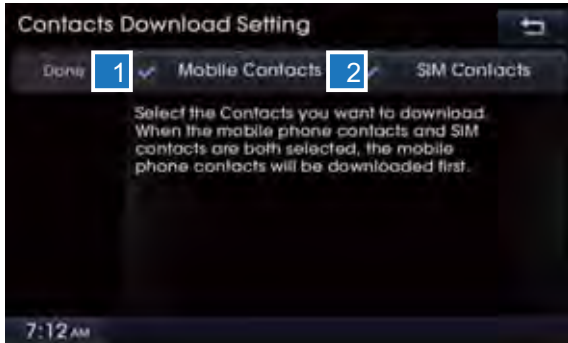 Contacts Download Setting
Done 1 Mobile Contacts 2 SIM Contacts
Select the Contacts you want to download.
When the mobile phone contacts and SIM
contacts are both selected, the mobile
phone contacts will be downloaded first.
7:12 AM